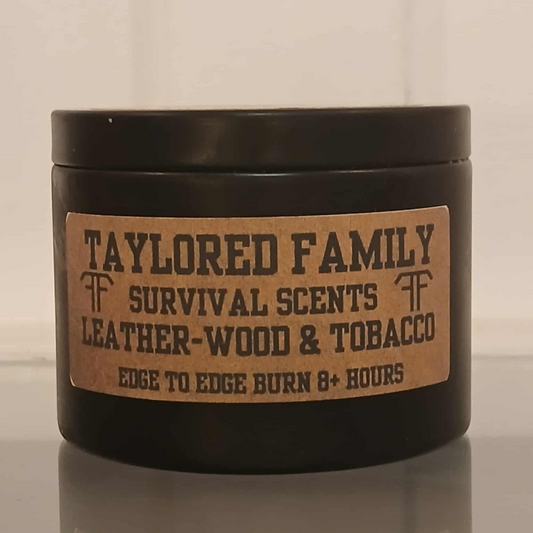 TAYLORED FAMILY
SURVIVAL SCENTS
LEATHER-WOOD & TOBACCO
EDGE TO EDGE BURN 8+ HOURS